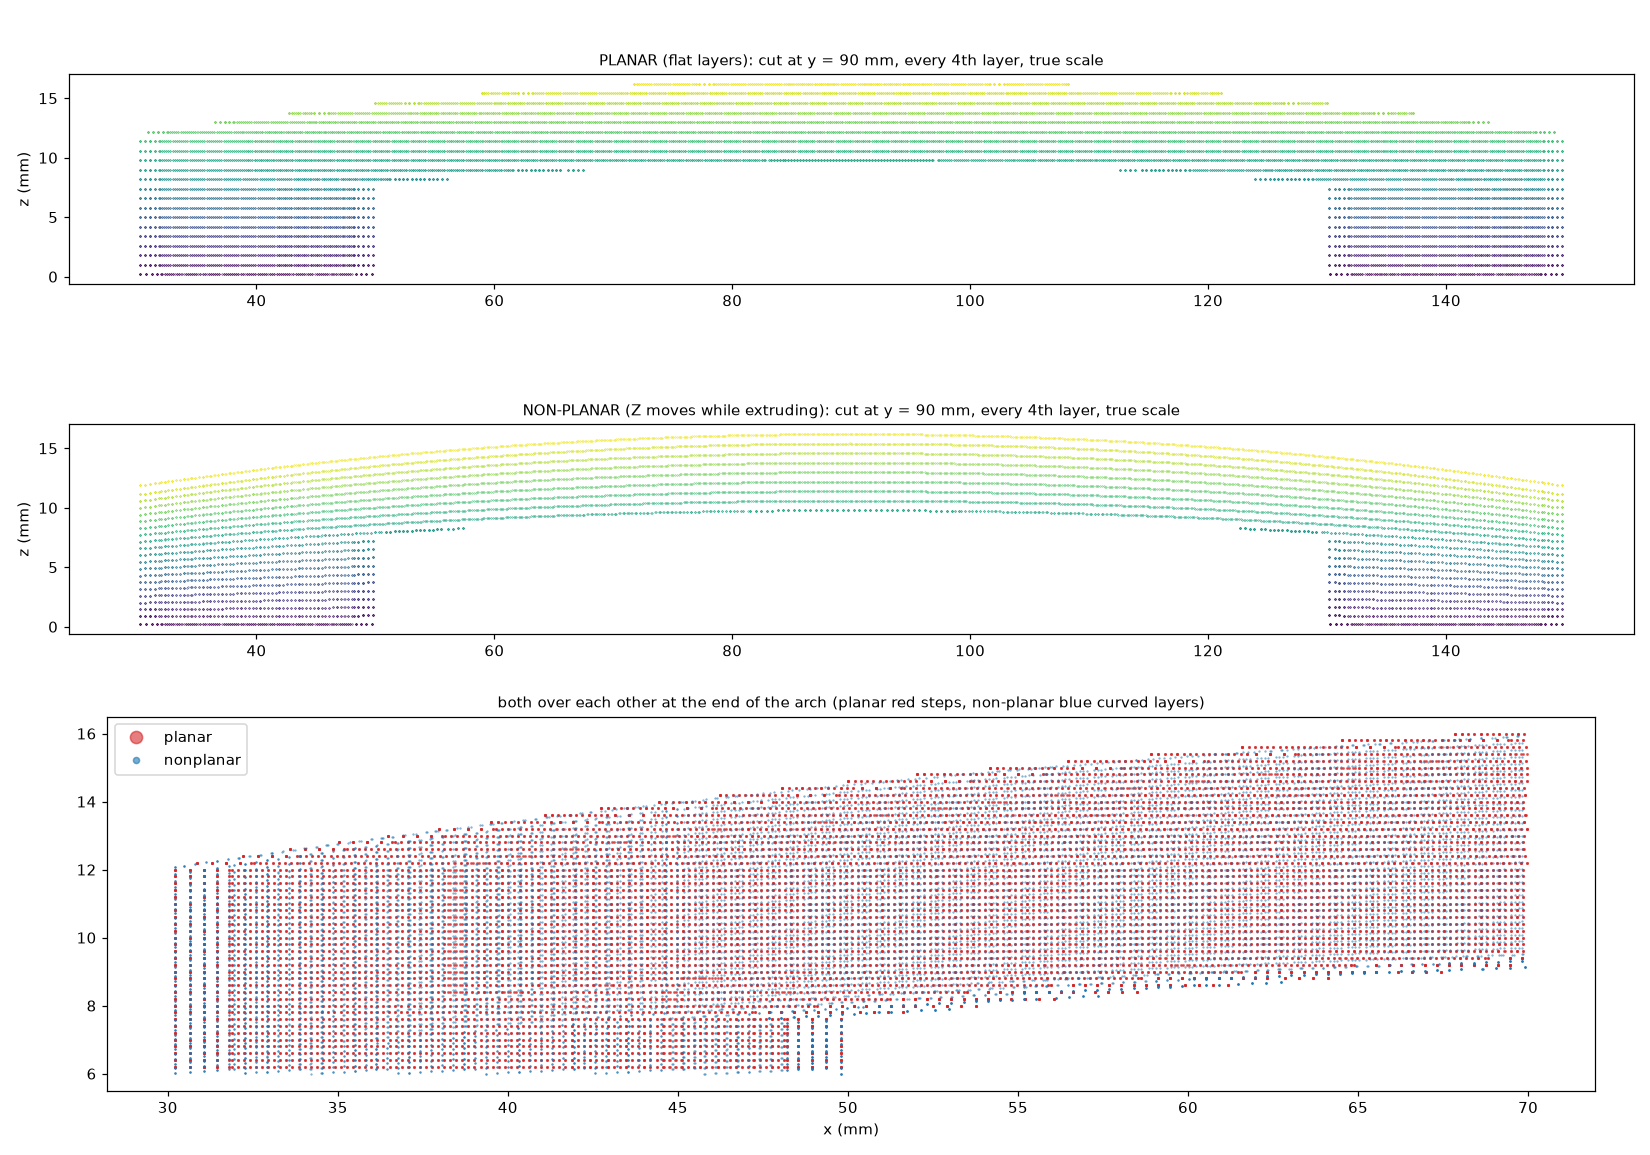 PLANAR (flat layers): cut at y = 90 mm, every 4th layer, true scale
z (mm)
15
10
5
0
40 60 80 100 120 140
NON-PLANAR (Z moves while extruding): cut at y = 90 mm, every 4th layer, true scale
z (mm)
15
10
5
0
40 60 80 100 120 140
both over each other at the end of the arch (planar red steps, non-planar blue curved layers)
planar
nonplanar
16
14
12
10
8
6
30 35 40 45 50 55 60 65 70
x (mm)